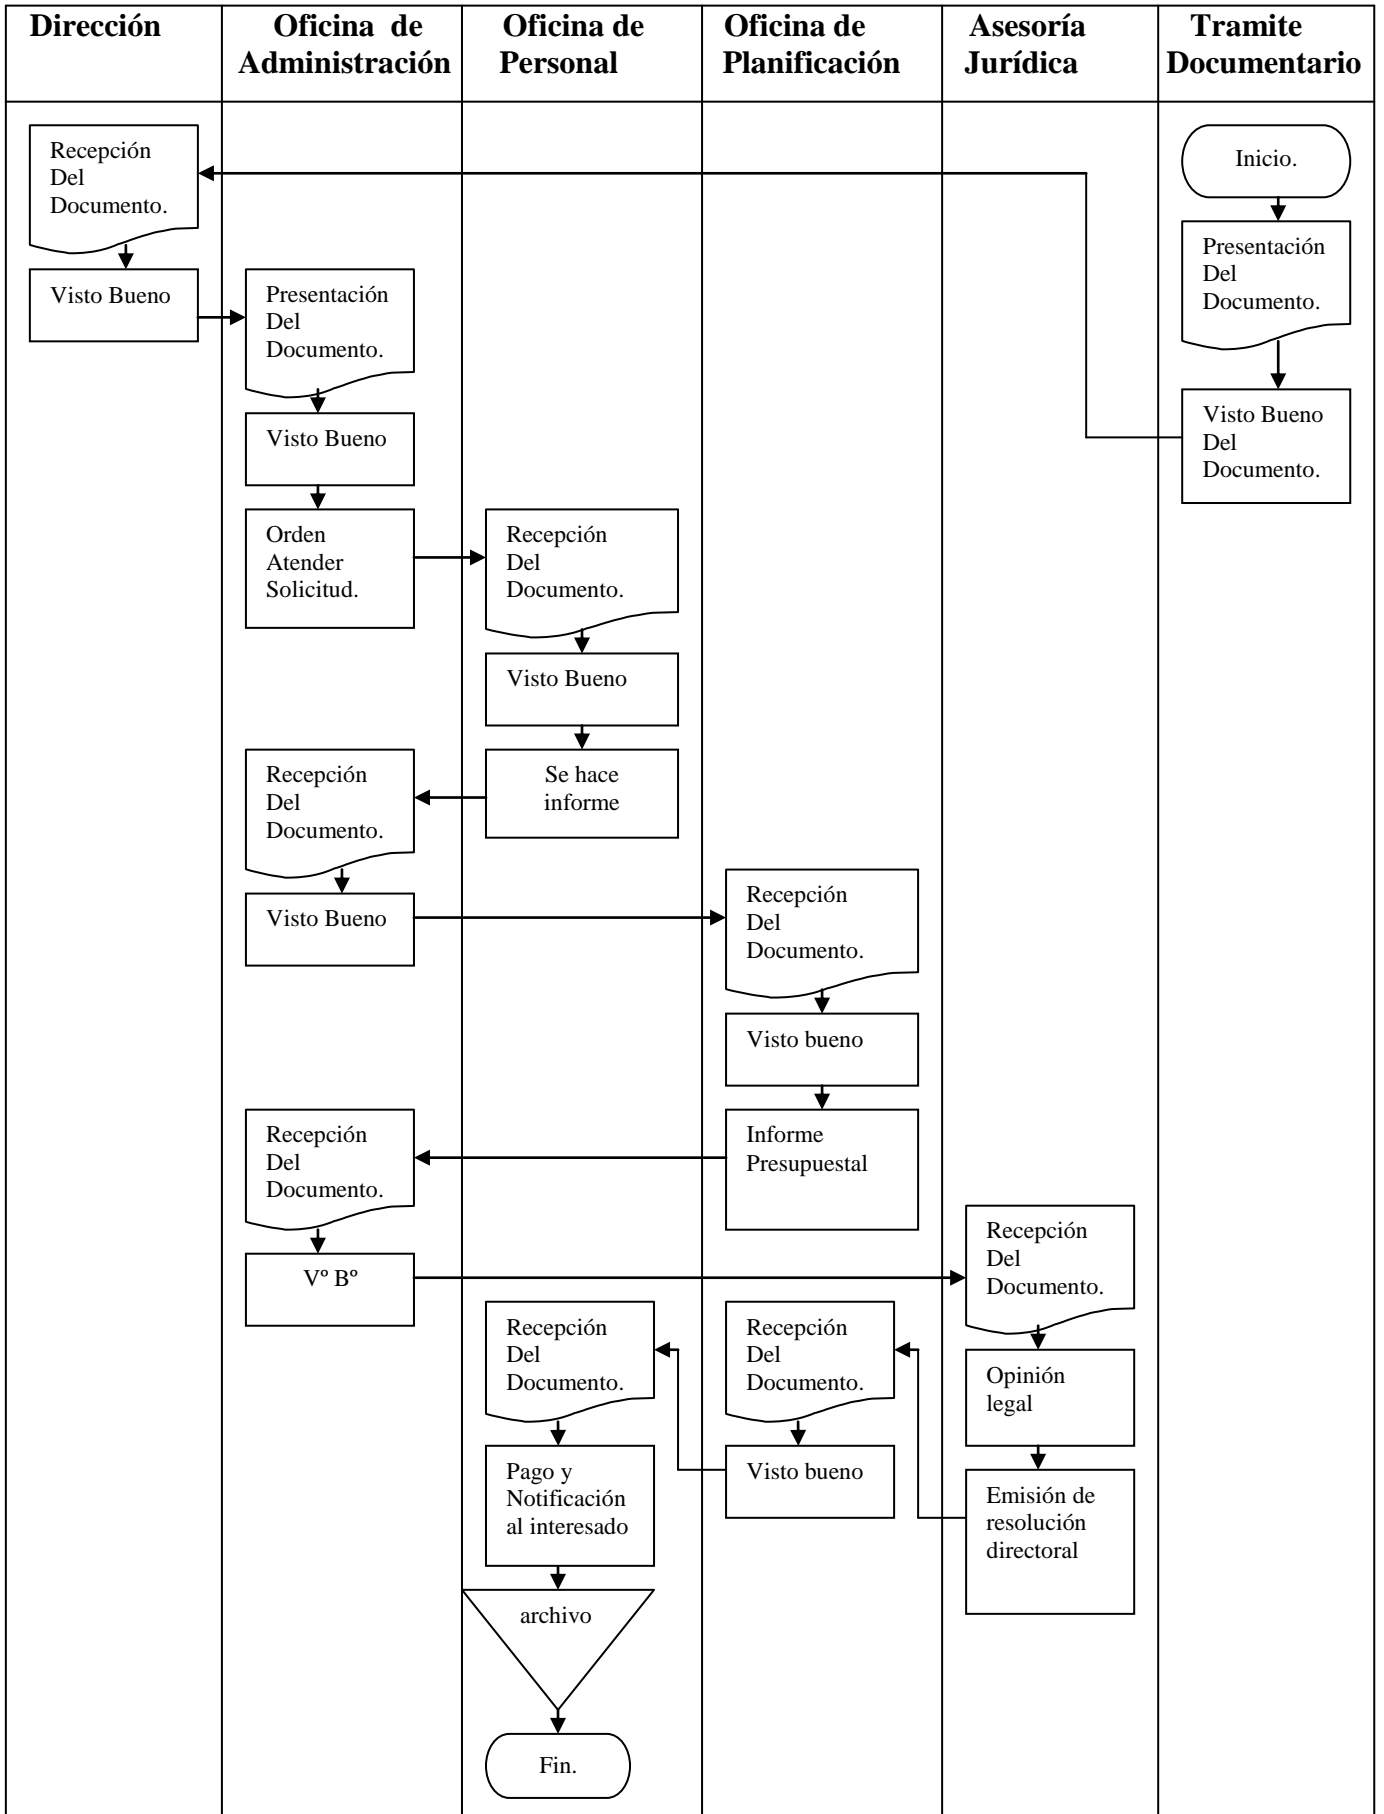 Dirección
Oficina de
Administración
Oficina de
Personal
Oficina de
Planificación
Asesoría
Jurídica
Tramite
Documentario
Inicio.
Presentación
Del
Documento.
Visto Bueno
Del
Documento.
Recepción
Del
Documento.
Visto Bueno
Presentación
Del
Documento.
Visto Bueno
Orden
Atender
Solicitud.
Recepción
Del
Documento.
Visto Bueno
Se hace
informe
Recepción
Del
Documento.
Visto Bueno
Recepción
Del
Documento.
Visto bueno
Informe
Presupuestal
Recepción
Del
Documento.
Vº Bº
Recepción
Del
Documento.
Opinión
legal
Emisión de
resolución
directoral
Recepción
Del
Documento.
Visto bueno
Recepción
Del
Documento.
Pago y
Notificación
al interesado
archivo
Fin.